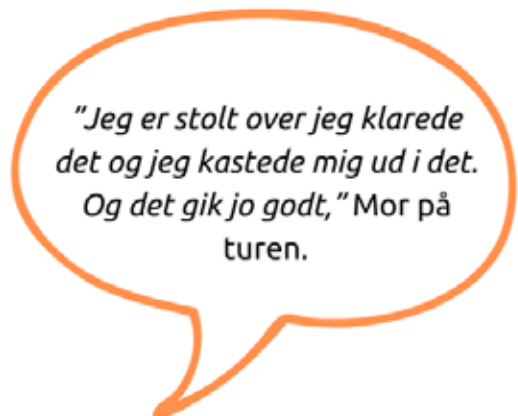 ”Jeg er stolt over jeg klarede
det og jeg kastede mig ud i det.
Og det gik jo godt,” Mor på
turen.